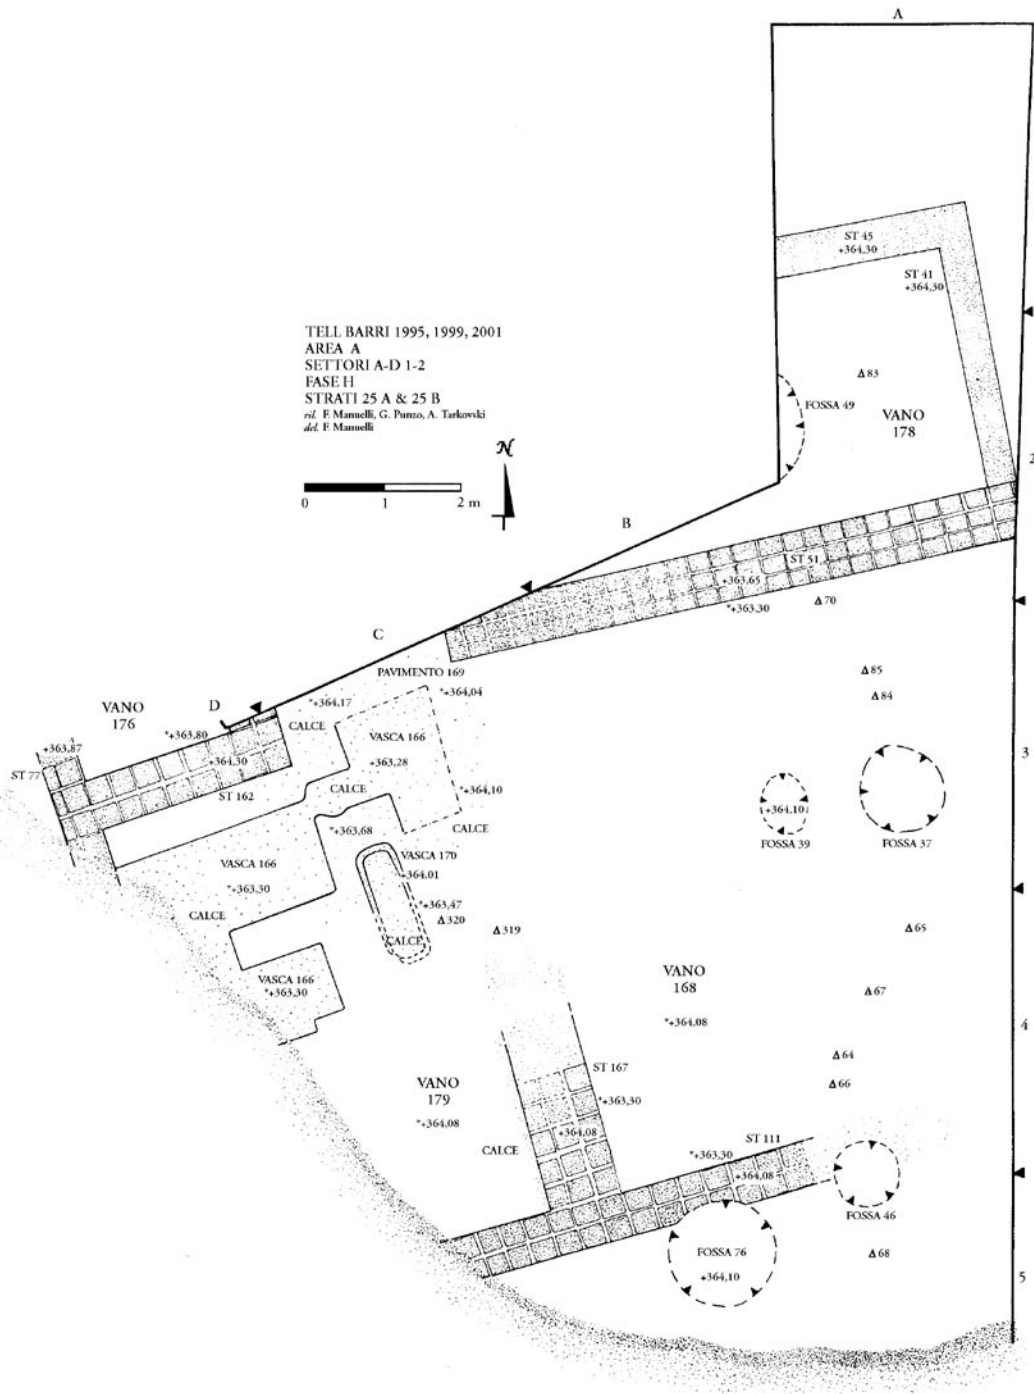 A
ST 45
+364,30
ST 41
+364,30
TELL BARRI 1995, 1999, 2001
AREA A
SETTORI A-D 1-2
FASE H
STRATI 25 A & 25 B
ril. F. Manuelli, G. Punzo, A. Tarkovski
del. F. Manuelli
Δ 83
FOSSA 49
VANO
178
N
2
0 1 2 m
B
ST 51
+363,65
*+363,30
Δ 70
C
PAVIMENTO 169
*+364,04
Δ 85
Δ 84
*+364,17
D
VANO
176
CALCE
VASCA 166
*+363,80
+363,87
+364,30
+363,28
3
ST 77
ST 162
CALCE
*+364,10
+364,10
CALCE
*+363,68
FOSSA 39
FOSSA 37
VASCA 170
+364,01
VASCA 166
*+363,30
*+363,47
CALCE
Δ 320
Δ 319
Δ 65
CALCE
VANO
168
VASCA 166
*+363,30
Δ 67
*+364,08
4
Δ 64
ST 167
VANO
179
Δ 66
*+363,30
*+364,08
+364,08
ST 111
CALCE
*+363,30
+364,08
FOSSA 46
FOSSA 76
Δ 68
+364,10
5